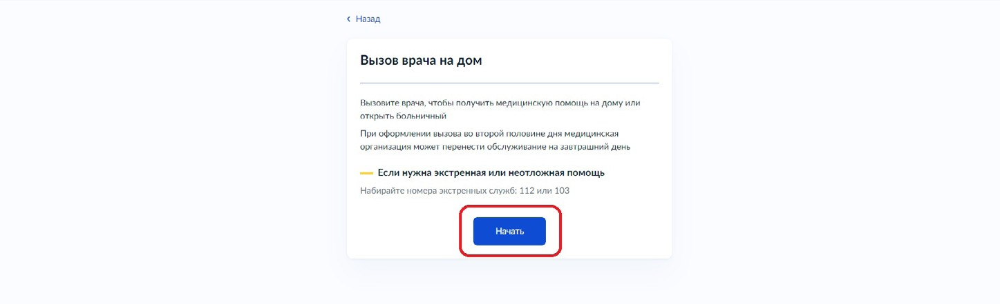 Назад
Вызов врача на дом
Вызовите врача, чтобы получить медицинскую помощь на дому или
открыть больничный
При оформлении вызова во второй половине дня медицинская
организация может перенести обслуживание на завтрашний день
Если нужна экстренная или неотложная помощь
Набирайте номера экстренных служб: 112 или 103
Начать